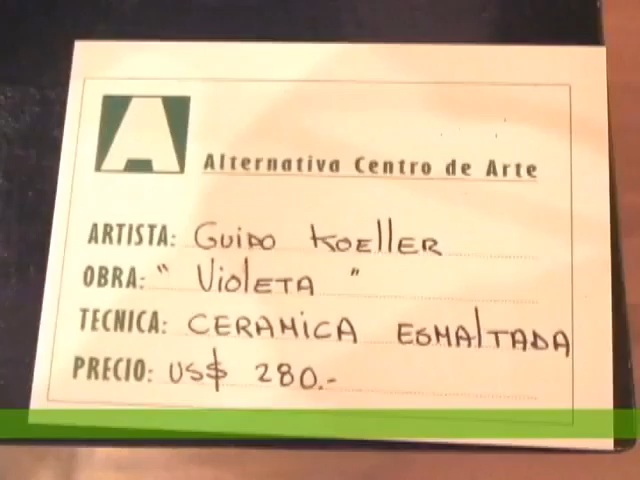 A
Alternativa Centro de Arte
ARTISTA: GUIDO KOELLER
OBRA: " VIOLETA "
TECNICA: CERAMICA ESMALTADA
PRECIO: US$ 280.-